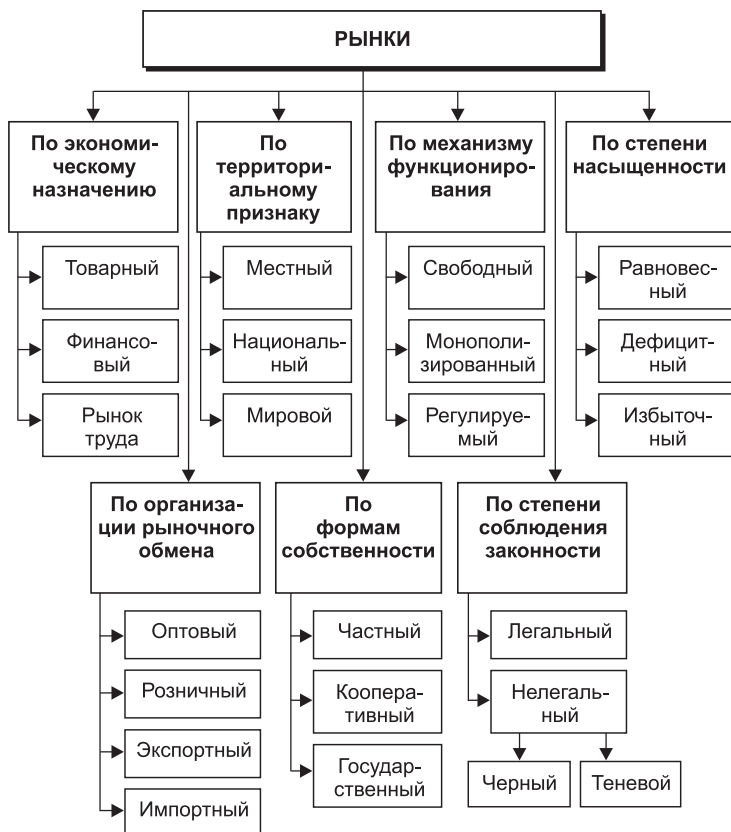 РЫНКИ
По экономи-
ческому
назначению
Товарный
Финансо-
вый
Рынок
труда
По
территори-
альному
признаку
Местный
Националь-
ный
Мировой
По механизму
функциониро-
вания
Свободный
Монополи-
зированный
Регулируе-
мый
По степени
насыщенности
Равновес-
ный
Дефицит-
ный
Избыточ-
ный
По организа-
ции рыночного
обмена
Оптовый
Розничный
Экспортный
Импортный
По
формам
собственности
Частный
Коопера-
тивный
Государ-
ственный
По степени
соблюдения
законности
Легальный
Нелегаль-
ный
Черный
Теневой